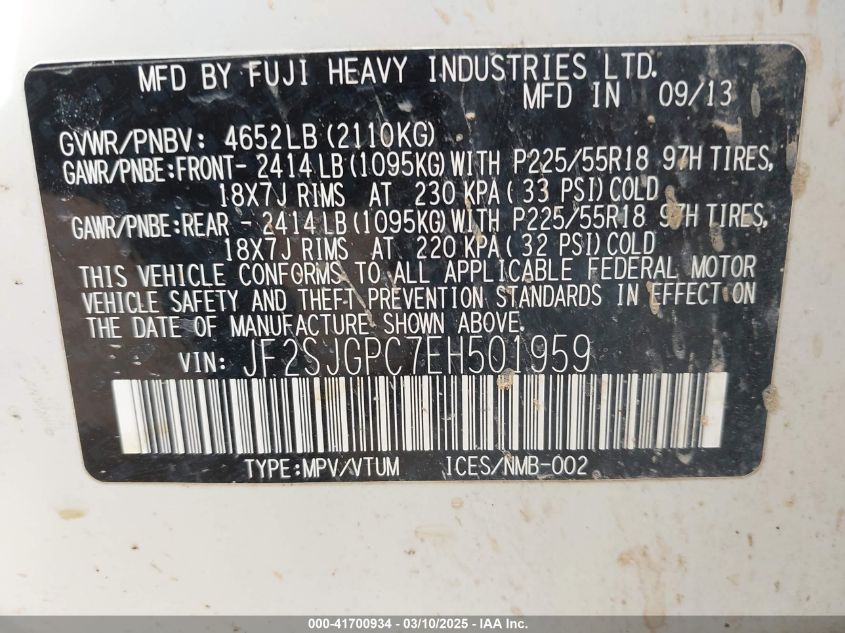 MFD BY FUJI HEAVY INDUSTRIES LTD.
MFD IN 09/13
GVWR/PNBV: 4652LB (2110KG)
GAWR/PNBE:FRONT- 2414LB (1095KG) WITH P225/55R18 97H TIRES,
18X7J RIMS AT 230 KPA ( 33 PSI) COLD
GAWR/PNBE:REAR - 2414LB (1095KG) WITH P225/55R18 97H TIRES,
18X7J RIMS AT 220 KPA ( 32 PSI) COLD
THIS VEHICLE CONFORMS TO ALL APPLICABLE FEDERAL MOTOR
VEHICLE SAFETY AND THEFT PREVENTION STANDARDS IN EFFECT ON
THE DATE OF MANUFACTURE SHOWN ABOVE.
VIN: JF2SJGPC7EH501959
TYPE:MPV/VTUM ICES/NMB-002
000-41700934 — 03/10/2025 — IAA Inc.